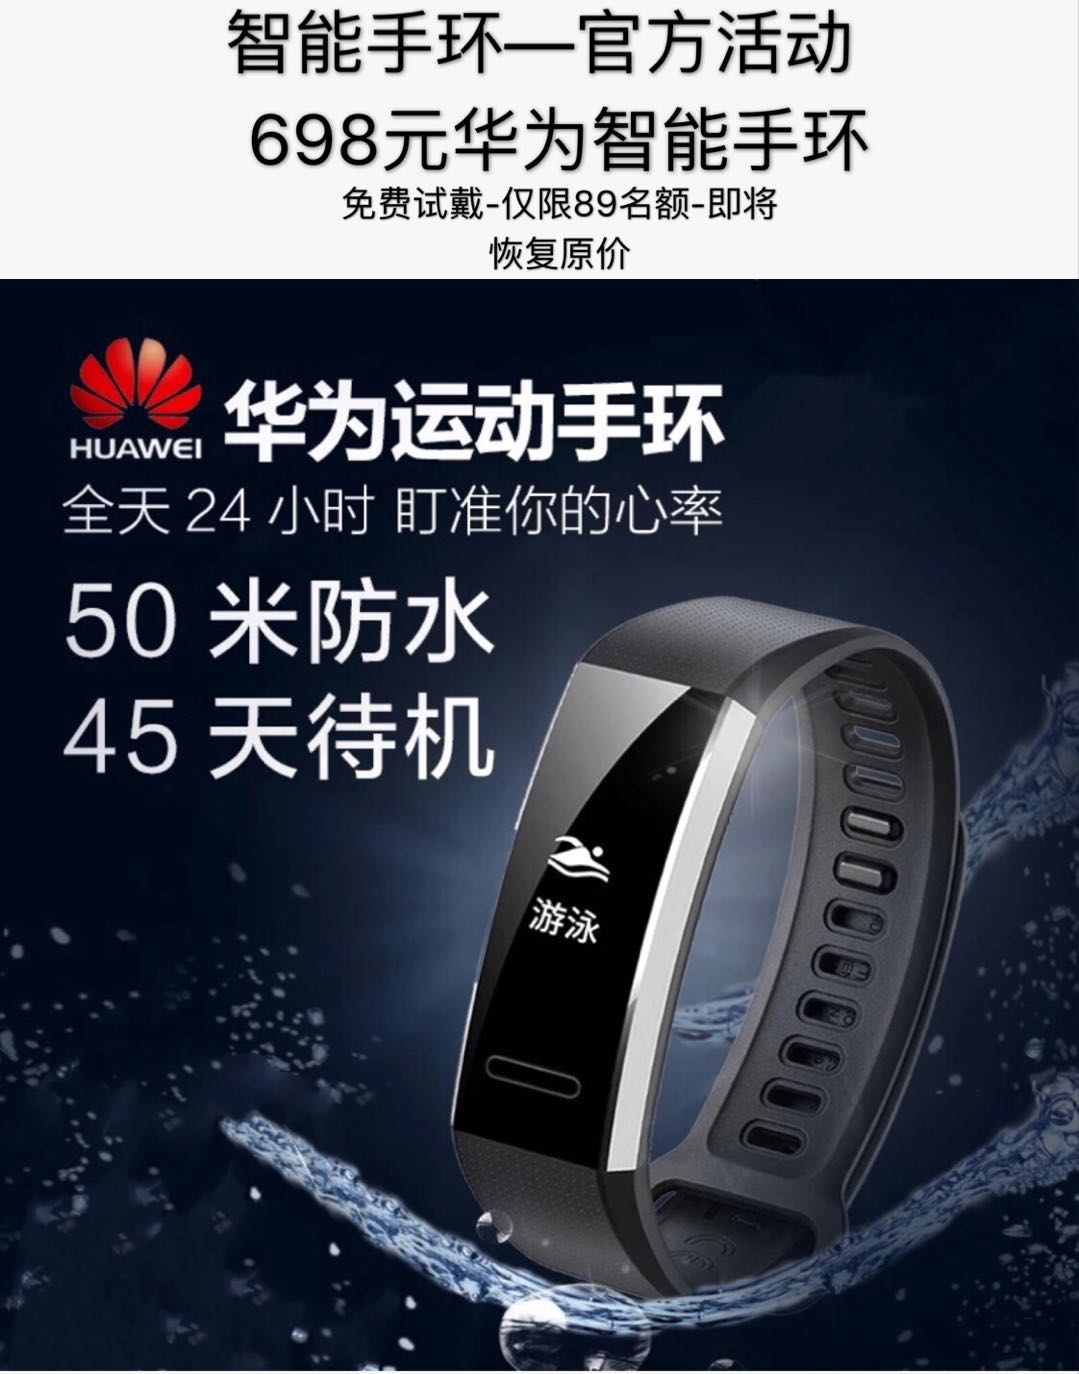 智能手环—官方活动
698元华为智能手环
免费试戴-仅限89名额-即将
恢复原价
HUAWEI
华为运动手环
全天 24 小时 盯准你的心率
50 米防水
45 天待机
游泳